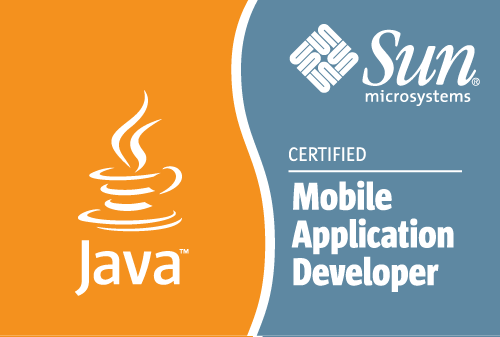 Java™
Sun®
microsystems
CERTIFIED
Mobile
Application
Developer